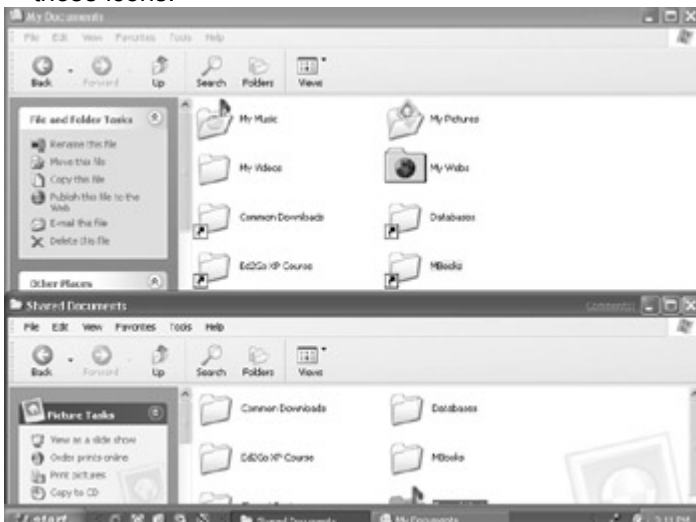 these icons.
My Documents
File Edit View Favorites Tools Help
Back Forward Up Search Folders Views
File and Folder Tasks
Rename this file
Move this file
Copy this file
Publish this file to the
Web
E-mail this file
Delete this file
Other Places
My Music My Pictures
My Videos My Webs
Common Downloads Databases
Ed2Go XP Course MBooks
Shared Documents Comments
File Edit View Favorites Tools Help
Back Forward Up Search Folders Views
Picture Tasks
View as a slide show
Order prints online
Print pictures
Copy to CD
Common Downloads Databases
Ed2Go XP Course MBooks
start Shared Documents My Documents 3:13 PM